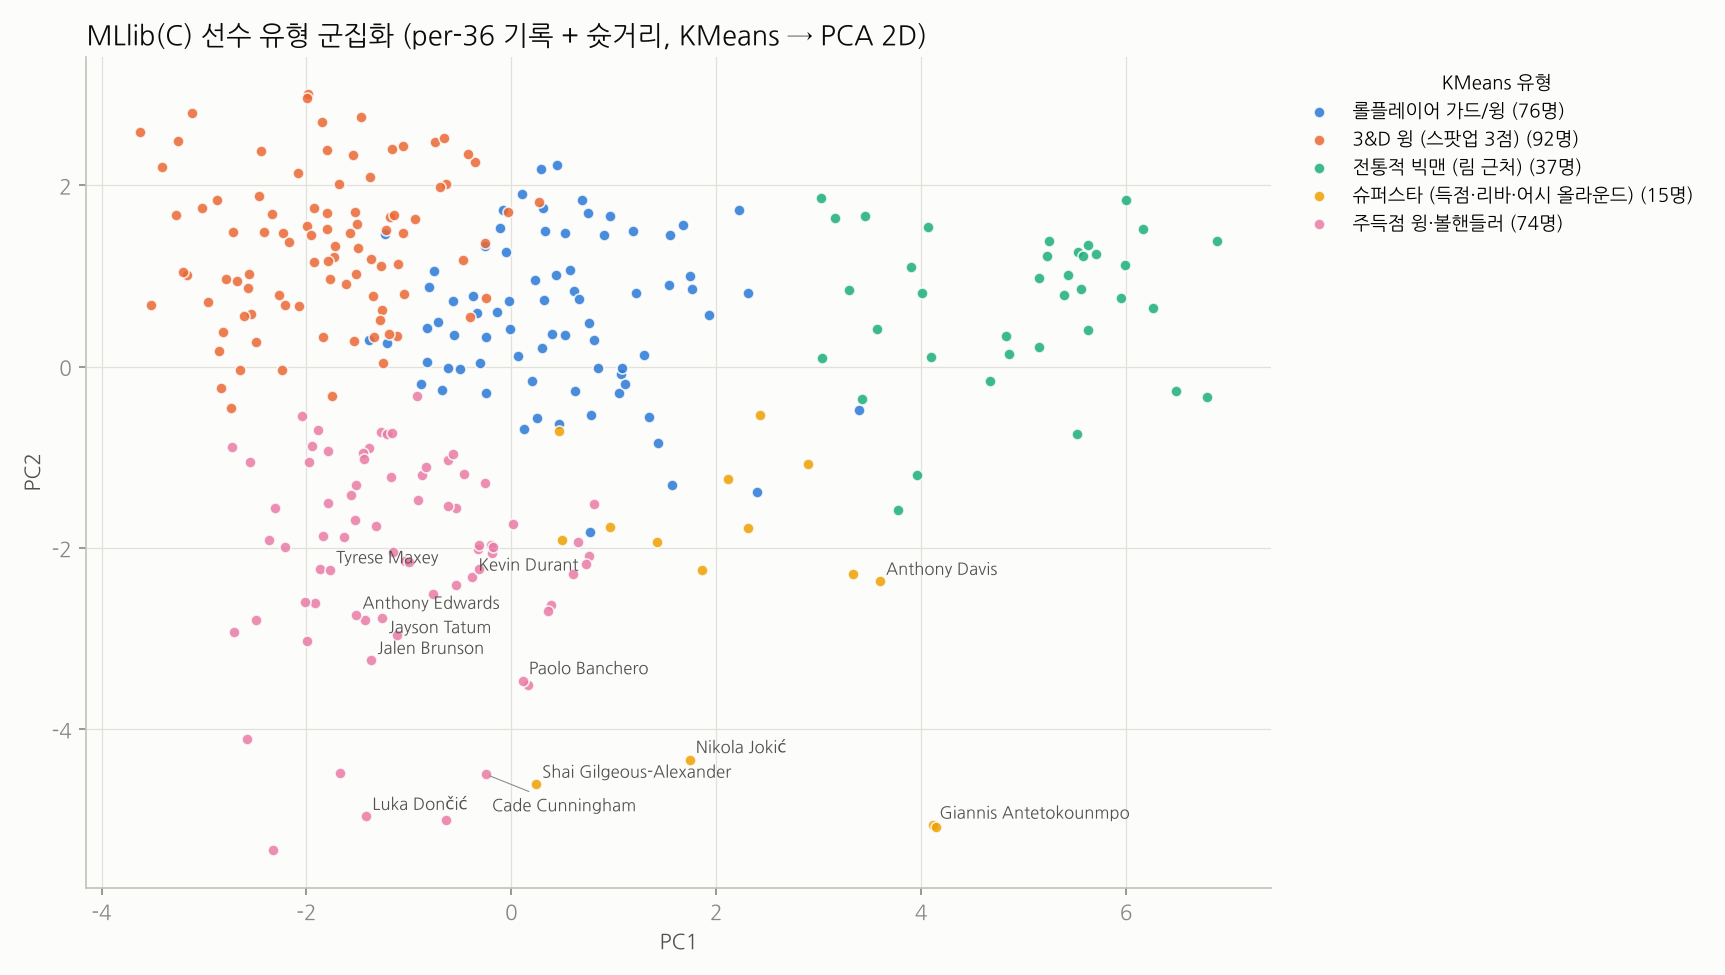 MLlib(C) 선수 유형 군집화 (per-36 기록 + 슛거리, KMeans → PCA 2D)
KMeans 유형
롤플레이어 가드/윙 (76명)
3&D 윙 (스팟업 3점) (92명)
전통적 빅맨 (림 근처) (37명)
슈퍼스타 (득점·리바·어시 올라운드) (15명)
주득점 윙·볼핸들러 (74명)
2
0
-2
-4
PC2
Tyrese Maxey
Kevin Durant
Anthony Davis
Anthony Edwards
Jayson Tatum
Jalen Brunson
Paolo Banchero
Nikola Jokić
Shai Gilgeous-Alexander
Luka Dončić
Cade Cunningham
Giannis Antetokounmpo
-4
-2
0
2
4
6
PC1